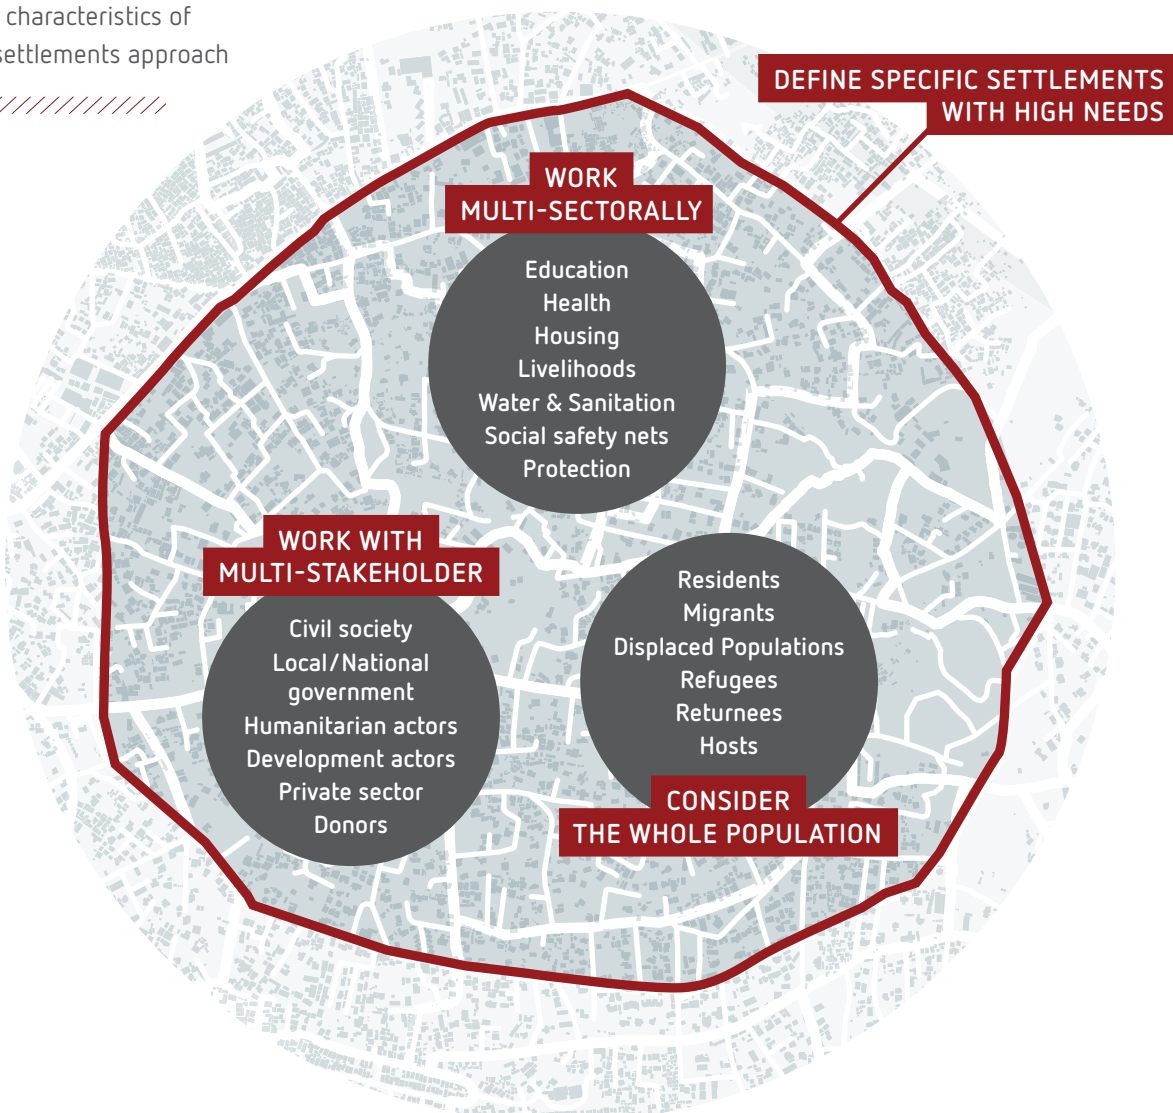 characteristics of
settlements approach
DEFINE SPECIFIC SETTLEMENTS
WITH HIGH NEEDS
WORK
MULTI-SECTORALLY
Education
Health
Housing
Livelihoods
Water & Sanitation
Social safety nets
Protection
WORK WITH
MULTI-STAKEHOLDER
Civil society
Local/National
government
Humanitarian actors
Development actors
Private sector
Donors
Residents
Migrants
Displaced Populations
Refugees
Returnees
Hosts
CONSIDER
THE WHOLE POPULATION